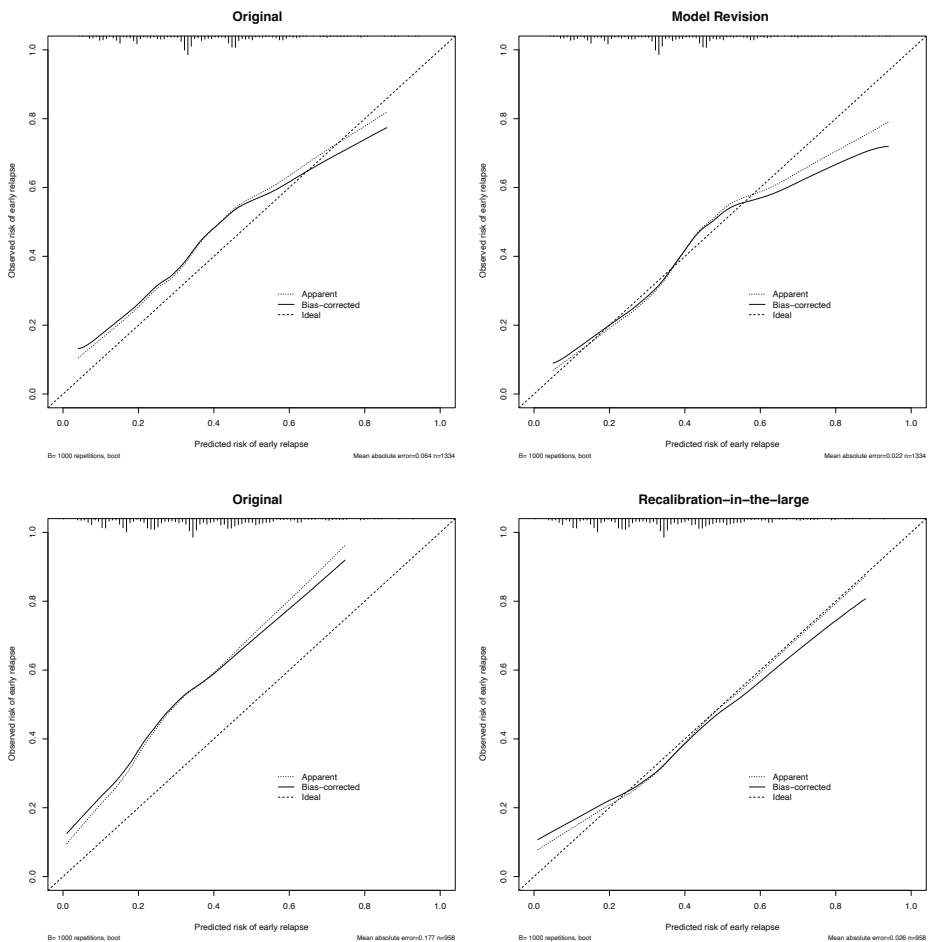 Original
Observed risk of early relapse
1.0
0.8
0.6
0.4
0.2
0.0
Apparent
Bias−corrected
Ideal
0.0 0.2 0.4 0.6 0.8 1.0
Predicted risk of early relapse
B= 1000 repetitions, boot
Mean absolute error=0.064 n=1334
Model Revision
Observed risk of early relapse
1.0
0.8
0.6
0.4
0.2
0.0
Apparent
Bias−corrected
Ideal
0.0 0.2 0.4 0.6 0.8 1.0
Predicted risk of early relapse
B= 1000 repetitions, boot
Mean absolute error=0.022 n=1334
Original
Observed risk of early relapse
1.0
0.8
0.6
0.4
0.2
0.0
Apparent
Bias−corrected
Ideal
0.0 0.2 0.4 0.6 0.8 1.0
Predicted risk of early relapse
B= 1000 repetitions, boot
Mean absolute error=0.177 n=958
Recalibration−in−the−large
Observed risk of early relapse
1.0
0.8
0.6
0.4
0.2
0.0
Apparent
Bias−corrected
Ideal
0.0 0.2 0.4 0.6 0.8 1.0
Predicted risk of early relapse
B= 1000 repetitions, boot
Mean absolute error=0.026 n=958